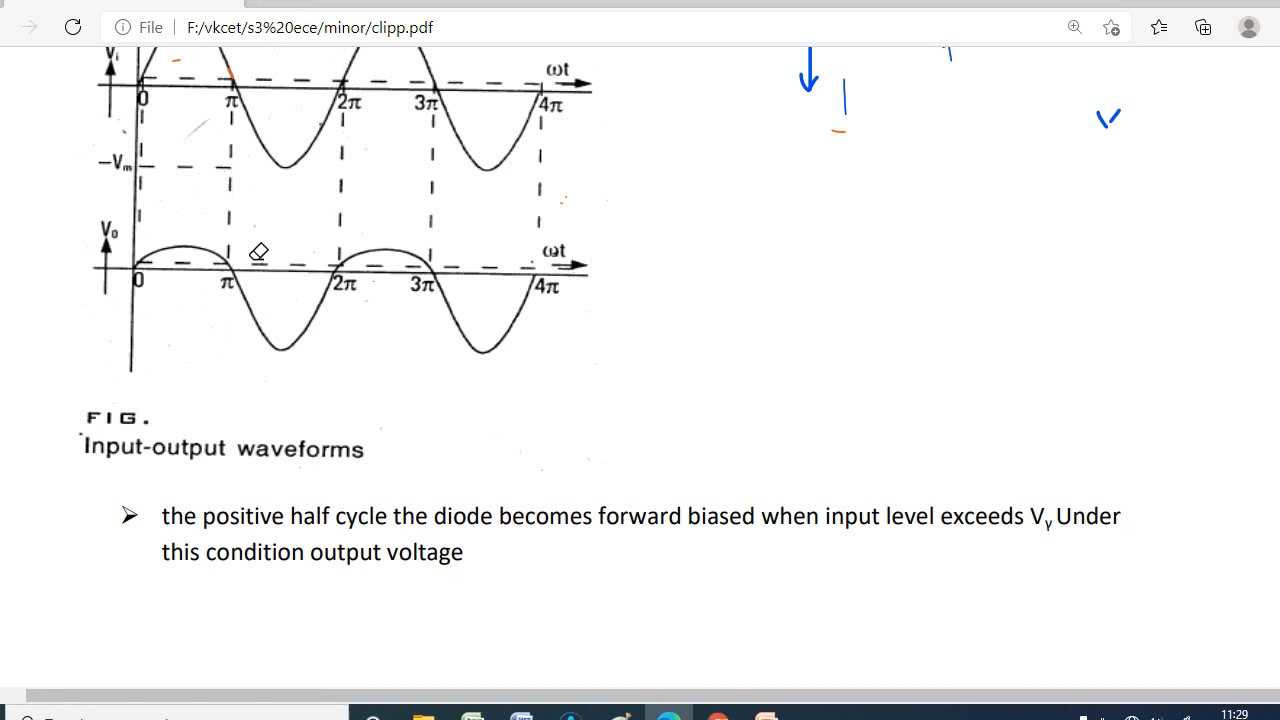 File F:/vkcet/s3%20ece/minor/clipp.pdf
Vi
ωt
0 π 2π 3π 4π
−Vm
Vo
ωt
0 π 2π 3π 4π
FIG.
Input-output waveforms
➢ the positive half cycle the diode becomes forward biased when input level exceeds Vγ Under
this condition output voltage
11:29